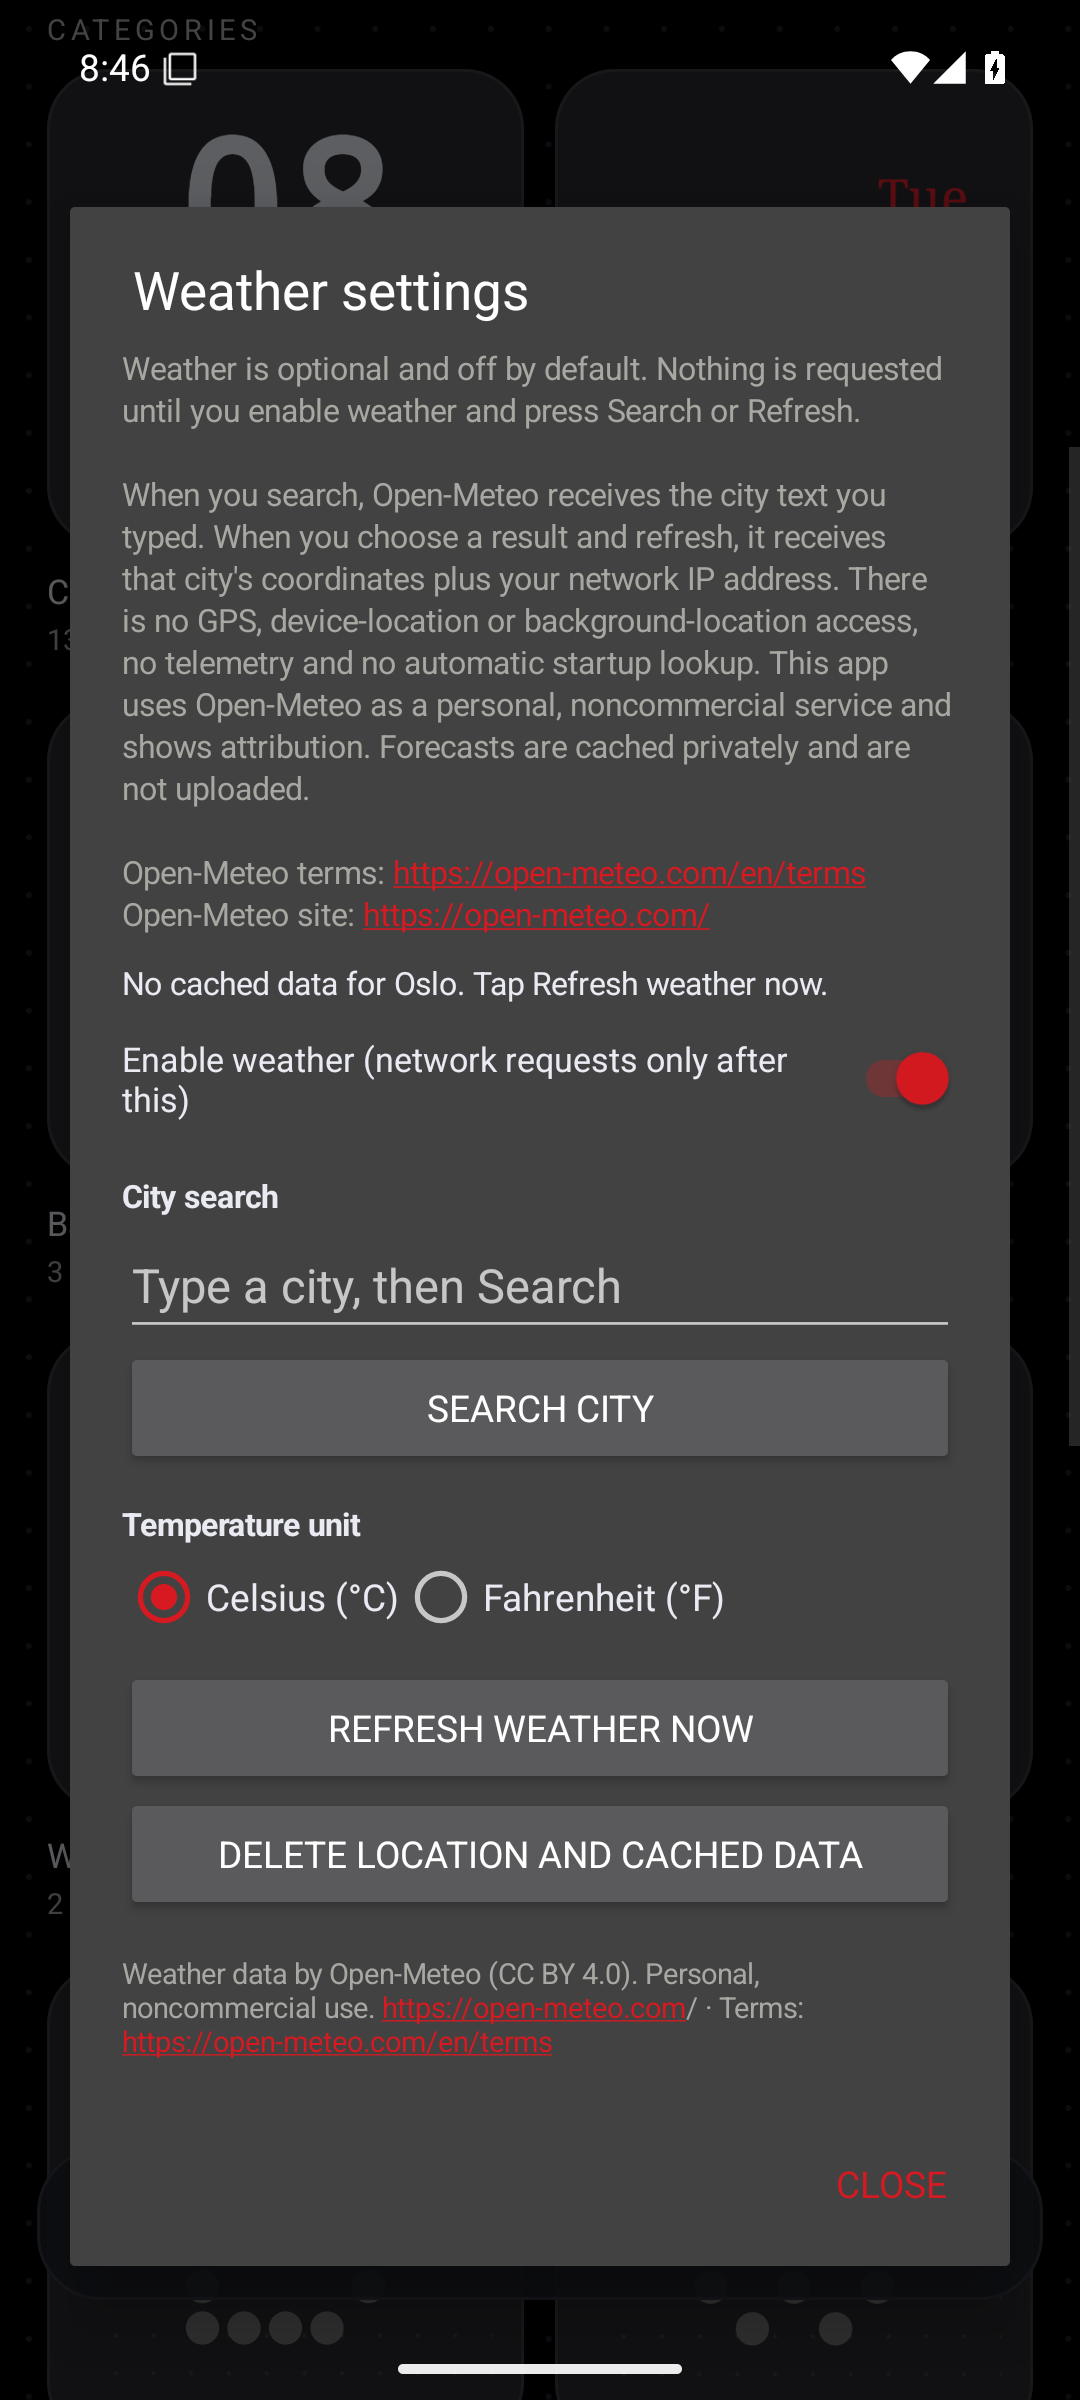 CATEGORIES
8:46
08
Tue
Weather settings
Weather is optional and off by default. Nothing is requested
until you enable weather and press Search or Refresh.
When you search, Open-Meteo receives the city text you
typed. When you choose a result and refresh, it receives
that city's coordinates plus your network IP address. There
is no GPS, device-location or background-location access,
no telemetry and no automatic startup lookup. This app
uses Open-Meteo as a personal, noncommercial service and
shows attribution. Forecasts are cached privately and are
not uploaded.
Open-Meteo terms: https://open-meteo.com/en/terms
Open-Meteo site: https://open-meteo.com/
No cached data for Oslo. Tap Refresh weather now.
Enable weather (network requests only after
this)
City search
Type a city, then Search
SEARCH CITY
Temperature unit
Celsius (°C) Fahrenheit (°F)
REFRESH WEATHER NOW
DELETE LOCATION AND CACHED DATA
Weather data by Open-Meteo (CC BY 4.0). Personal,
noncommercial use. https://open-meteo.com/ · Terms:
https://open-meteo.com/en/terms
CLOSE